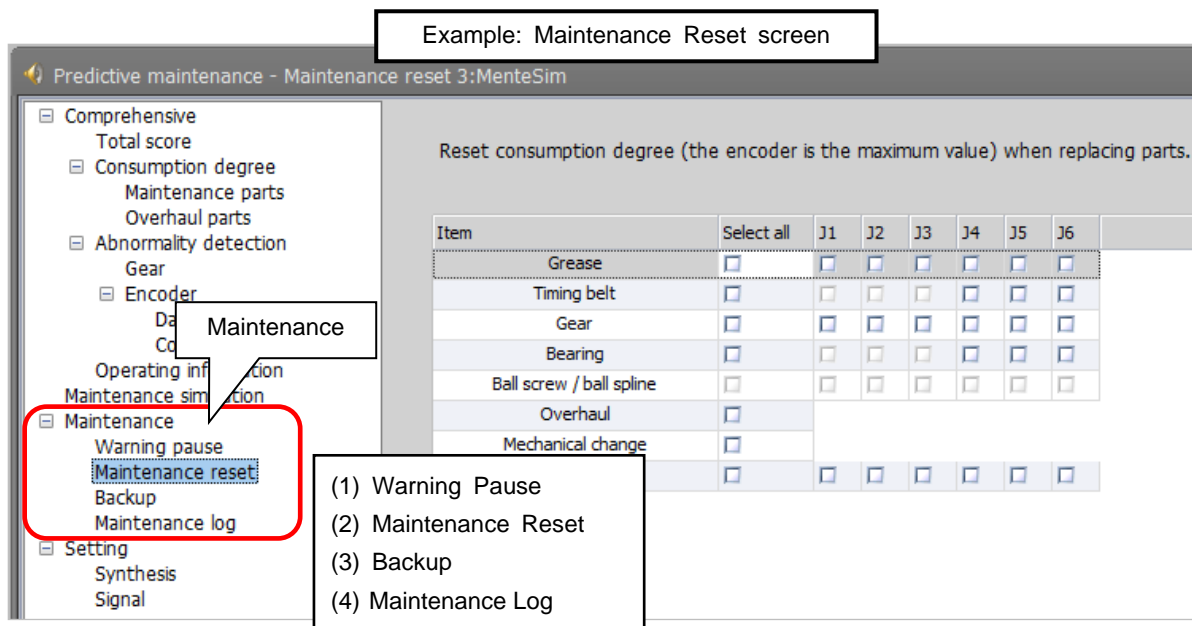 Example: Maintenance Reset screen
Predictive maintenance - Maintenance reset 3:MenteSim
Comprehensive
Total score
Consumption degree
Maintenance parts
Overhaul parts
Abnormality detection
Gear
Encoder
Maintenance
Operating
Maintenance
Maintenance
Warning pause
Maintenance reset
Backup
Maintenance log
Setting
Synthesis
Signal
Reset consumption degree (the encoder is the maximum value) when replacing parts.
Item Select all J1 J2 J3 J4 J5 J6
Grease
Timing belt
Gear
Bearing
Ball screw / ball spline
Overhaul
Mechanical change
(1) Warning Pause
(2) Maintenance Reset
(3) Backup
(4) Maintenance Log